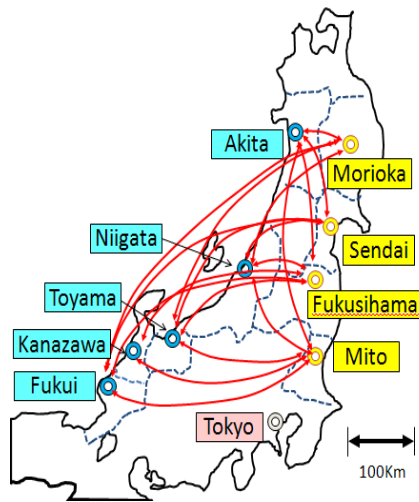 Akita
Morioka
Sendai
Niigata
Fukusihama
Toyama
Kanazawa
Mito
Fukui
Tokyo
100Km